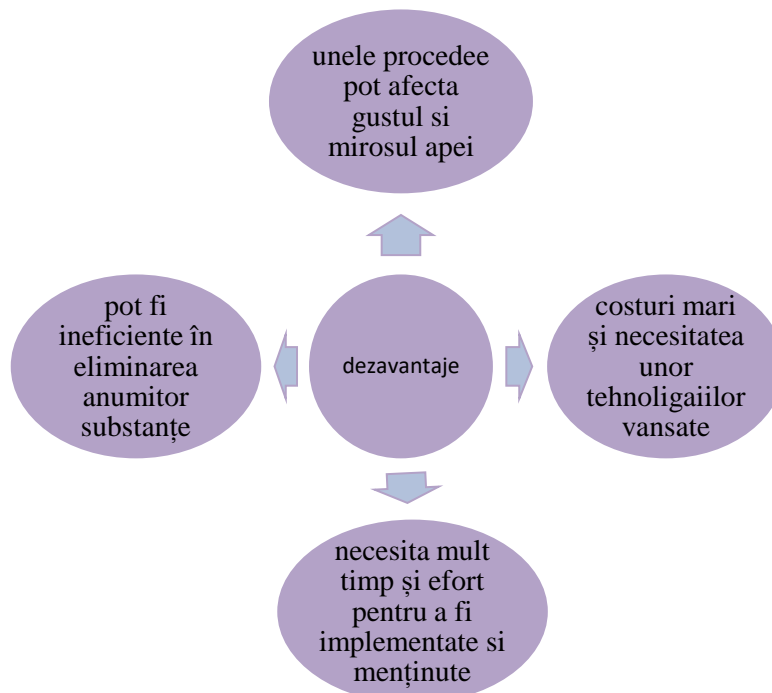 unele procedee
pot afecta
gustul si
mirosul apei
pot fi
ineficiente în
eliminarea
anumitor
substanțe
dezavantaje
costuri mari
și necesitatea
unor
tehnoligaiilor
vansate
necesita mult
timp și efort
pentru a fi
implementate si
menținute